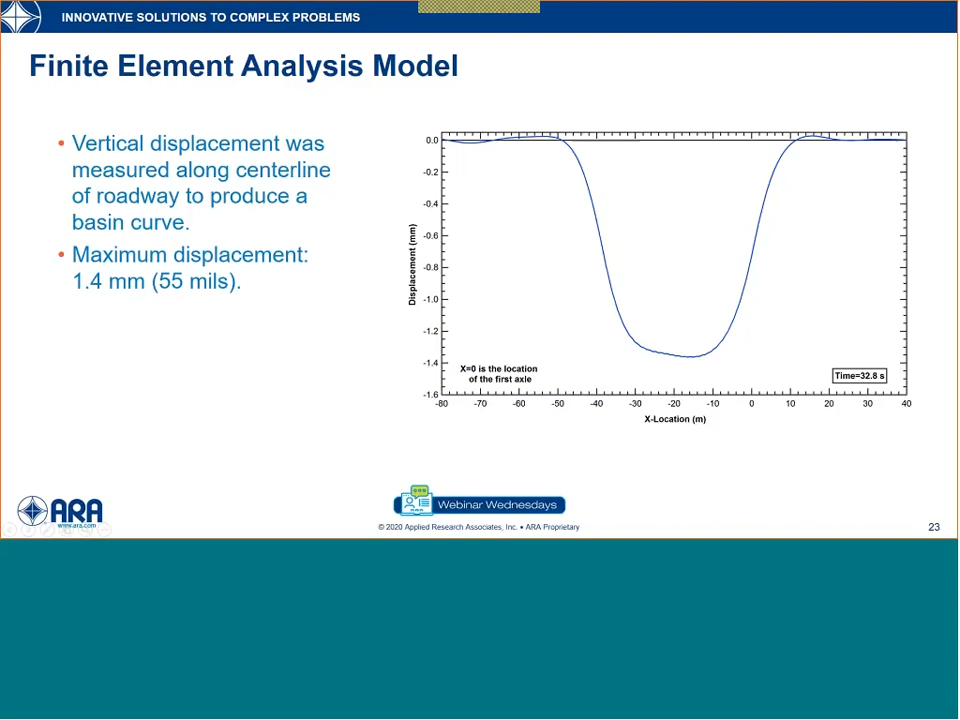 INNOVATIVE SOLUTIONS TO COMPLEX PROBLEMS
Finite Element Analysis Model
• Vertical displacement was
measured along centerline
of roadway to produce a
basin curve.
• Maximum displacement:
1.4 mm (55 mils).
Displacement (mm)
0.0
-0.2
-0.4
-0.6
-0.8
-1.0
-1.2
-1.4
-1.6
X=0 is the location
of the first axle
Time=32.8 s
-80 -70 -60 -50 -40 -30 -20 -10 0 10 20 30 40
X-Location (m)
ARA
www.ara.com
Webinar Wednesdays
© 2020 Applied Research Associates, Inc. • ARA Proprietary
23